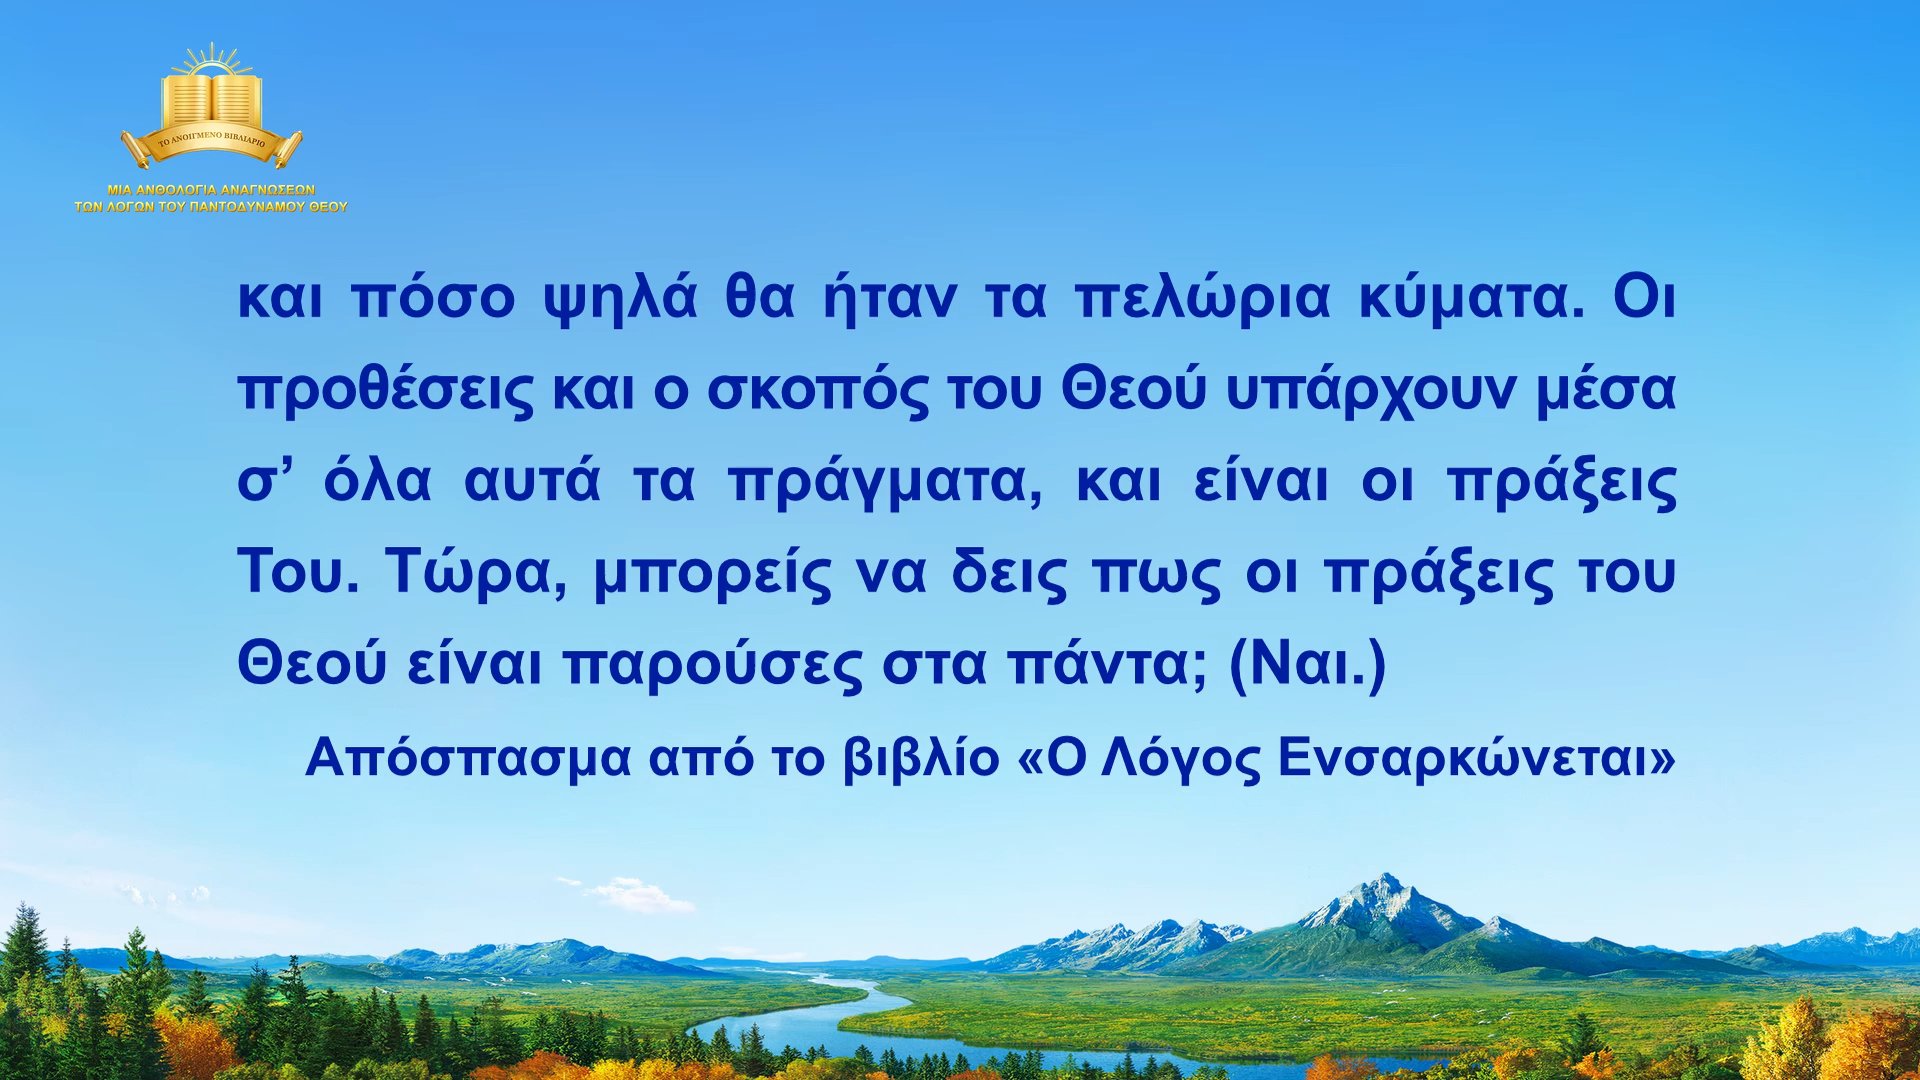 ΤΟ ΑΝΟΙΓΜΕΝΟ ΒΙΒΛΙΑΡΙΟ
ΜΙΑ ΑΝΘΟΛΟΓΙΑ ΑΝΑΓΝΩΣΕΩΝ
ΤΩΝ ΛΟΓΩΝ ΤΟΥ ΠΑΝΤΟΔΥΝΑΜΟΥ ΘΕΟΥ
και πόσο ψηλά θα ήταν τα πελώρια κύματα. Οι
προθέσεις και ο σκοπός του Θεού υπάρχουν μέσα
σ’ όλα αυτά τα πράγματα, και είναι οι πράξεις
Του. Τώρα, μπορείς να δεις πως οι πράξεις του
Θεού είναι παρούσες στα πάντα; (Ναι.)
Απόσπασμα από το βιβλίο «Ο Λόγος Ενσαρκώνεται»